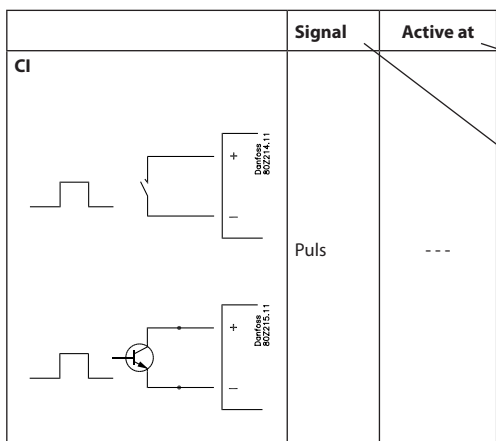 Signal Active at
CI
+
Danfoss
80Z214.11
–
Puls - - -
+
Danfoss
80Z215.11
–